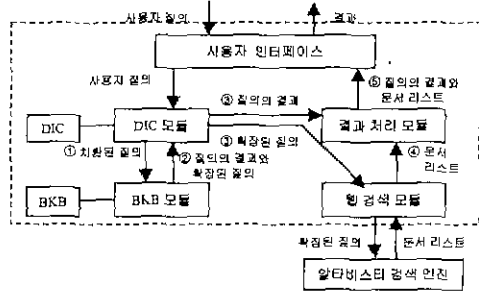 사용자 질의
결과
사용자 인터페이스
사용자 질의
⑤ 질의의 결과와
문서 리스트
③ 질의의 결과
DIC
DIC 모듈
결과 처리 모듈
③ 확장된 질의
① 치환된 질의
② 질의의 결과와
확장된 질의
④ 문서
리스트
BKB
BKB 모듈
웹 검색 모듈
확장된 질의
문서 리스트
알타비스타 검색 엔진